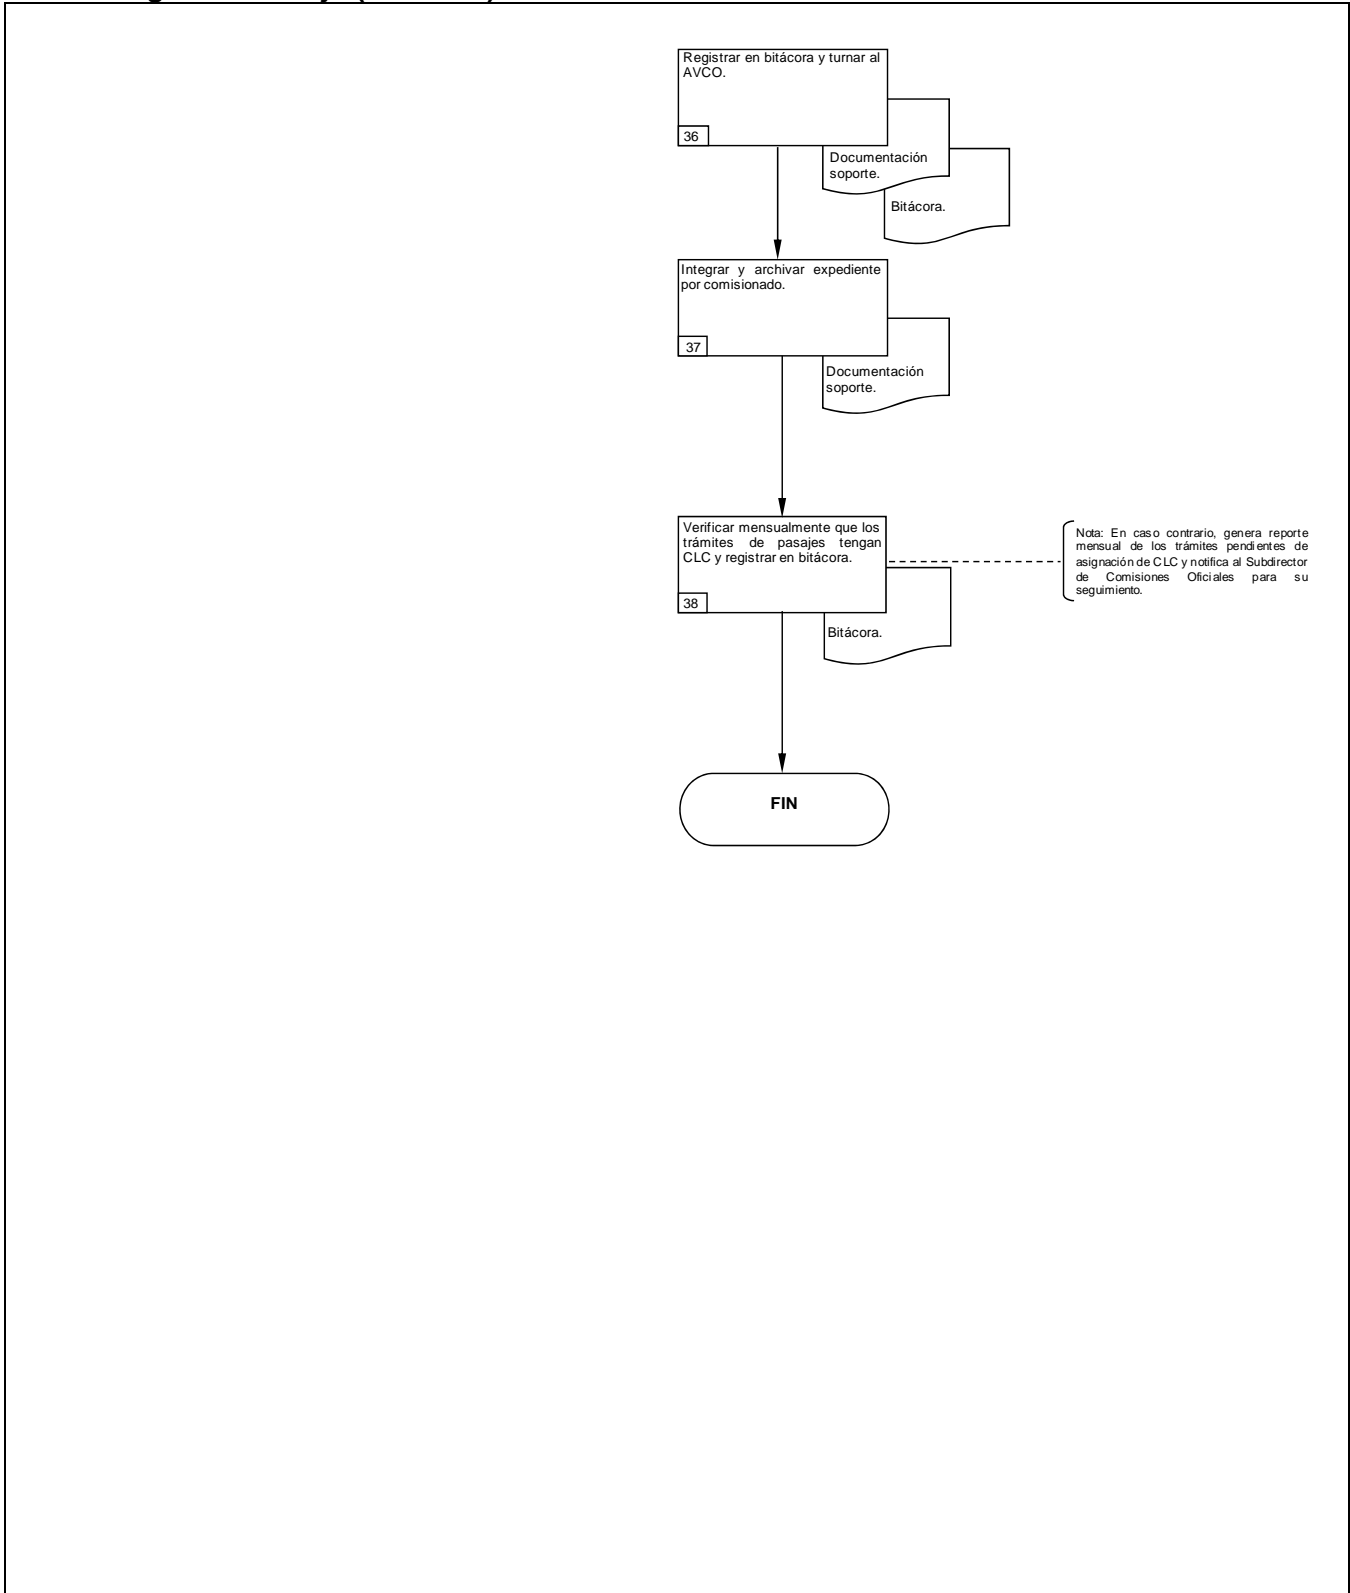 Registrar en bitácora y turnar al
AVCO.
36
Documentación
soporte.
Bitácora.
Integrar y archivar expediente
por comisionado.
37
Documentación
soporte.
Verificar mensualmente que los
trámites de pasajes tengan
CLC y registrar en bitácora.
38
Bitácora.
Nota: En caso contrario, genera reporte
mensual de los trámites pendientes de
asignación de CLC y notifica al Subdirector
de Comisiones Oficiales para su
seguimiento.
FIN